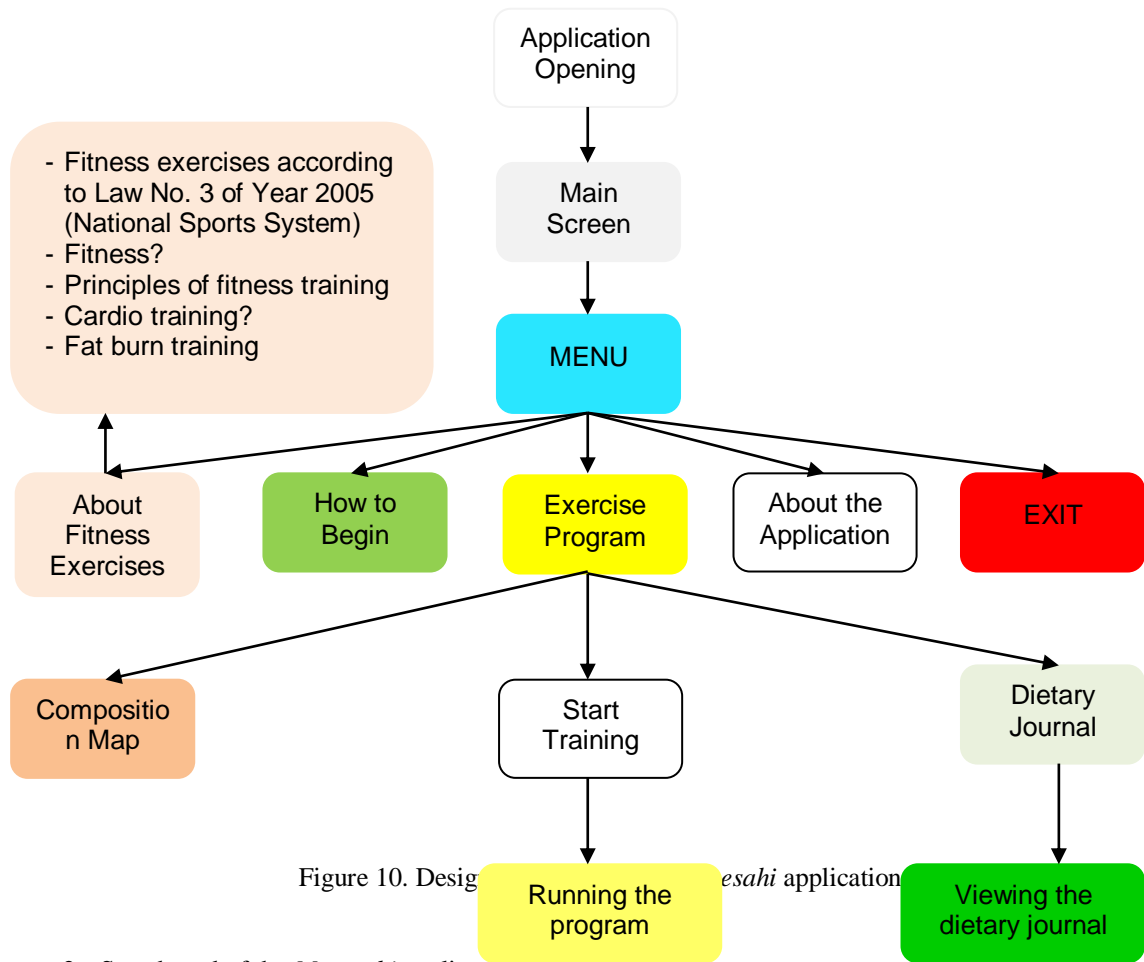 Application
Opening
- Fitness exercises according
to Law No. 3 of Year 2005
(National Sports System)
- Fitness?
- Principles of fitness training
- Cardio training?
- Fat burn training
Main
Screen
MENU
About
Fitness
Exercises
How to
Begin
Exercise
Program
About the
Application
EXIT
Compositio
n Map
Start
Training
Dietary
Journal
Figure 10. Desig esahi application
Running the
program
Viewing the
dietary journal